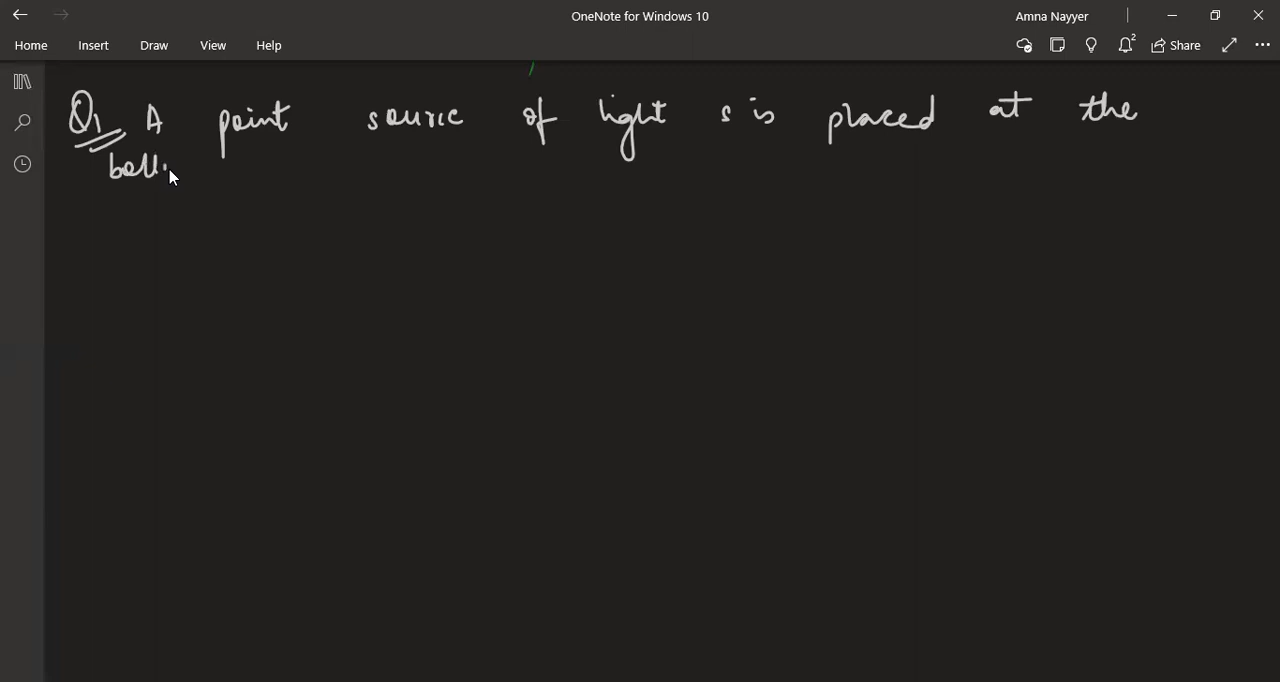 OneNote for Windows 10
Amna Nayyer
Home Insert Draw View Help
2 Share
Q1 A point source of light s is placed at the